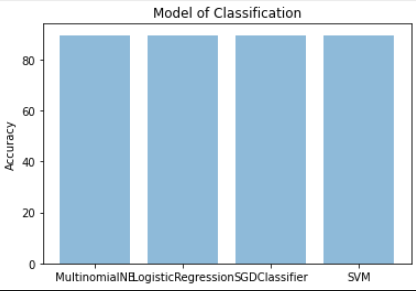 Model of Classification
Accuracy
80
60
40
20
0
MultinomialNB LogisticRegression SGDClassifier SVM